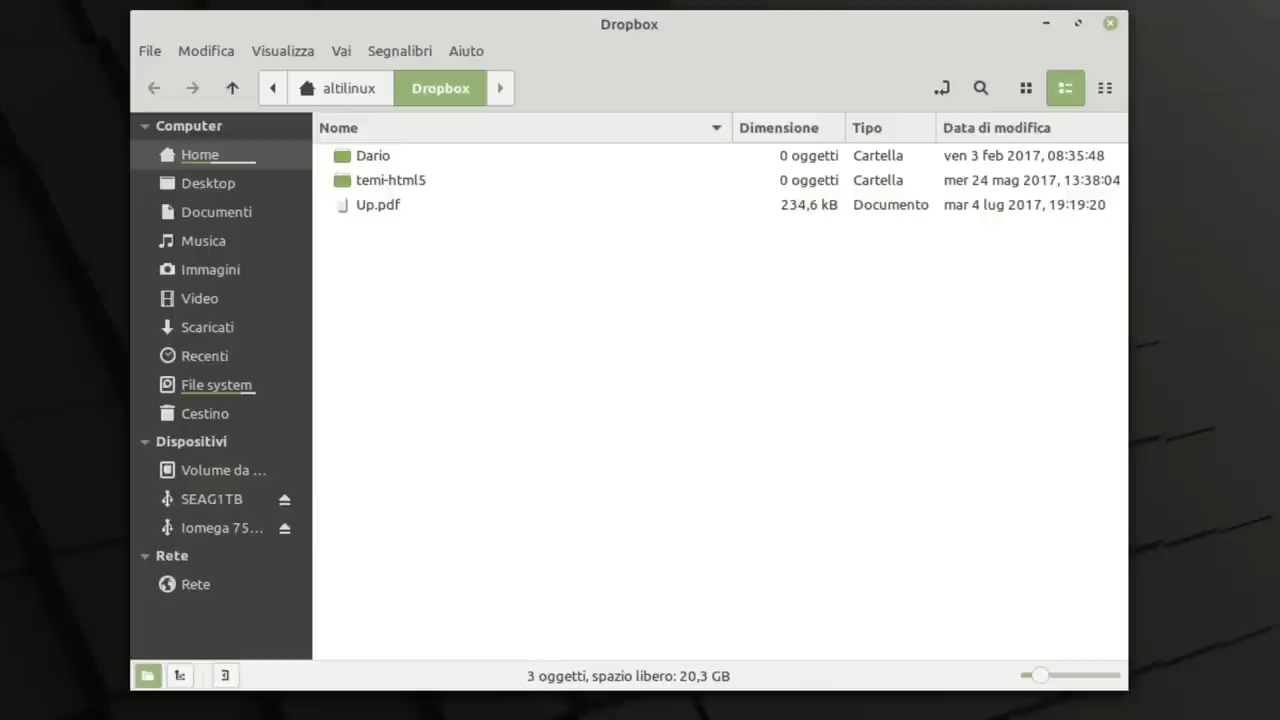 Dropbox
File Modifica Visualizza Vai Segnalibri Aiuto
altilinux Dropbox
Computer
Home
Desktop
Documenti
Musica
Immagini
Video
Scaricati
Recenti
File system
Cestino
Dispositivi
Volume da ...
SEAG1TB
Iomega 75...
Rete
Rete
Nome Dimensione Tipo Data di modifica
Dario 0 oggetti Cartella ven 3 feb 2017, 08:35:48
temi-html5 0 oggetti Cartella mer 24 mag 2017, 13:38:04
Up.pdf 234,6 kB Documento mar 4 lug 2017, 19:19:20
3 oggetti, spazio libero: 20,3 GB